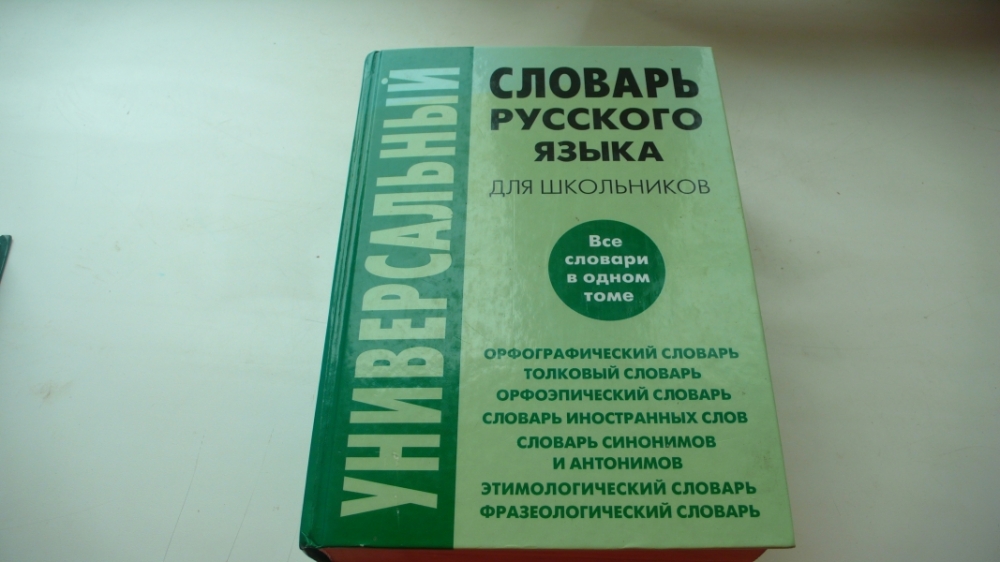 УНИВЕРСАЛЬНЫЙ
СЛОВАРЬ
РУССКОГО
ЯЗЫКА
ДЛЯ ШКОЛЬНИКОВ
Все
словари
в одном
томе
ОРФОГРАФИЧЕСКИЙ СЛОВАРЬ
ТОЛКОВЫЙ СЛОВАРЬ
ОРФОЭПИЧЕСКИЙ СЛОВАРЬ
СЛОВАРЬ ИНОСТРАННЫХ СЛОВ
СЛОВАРЬ СИНОНИМОВ
И АНТОНИМОВ
ЭТИМОЛОГИЧЕСКИЙ СЛОВАРЬ
ФРАЗЕОЛОГИЧЕСКИЙ СЛОВАРЬ